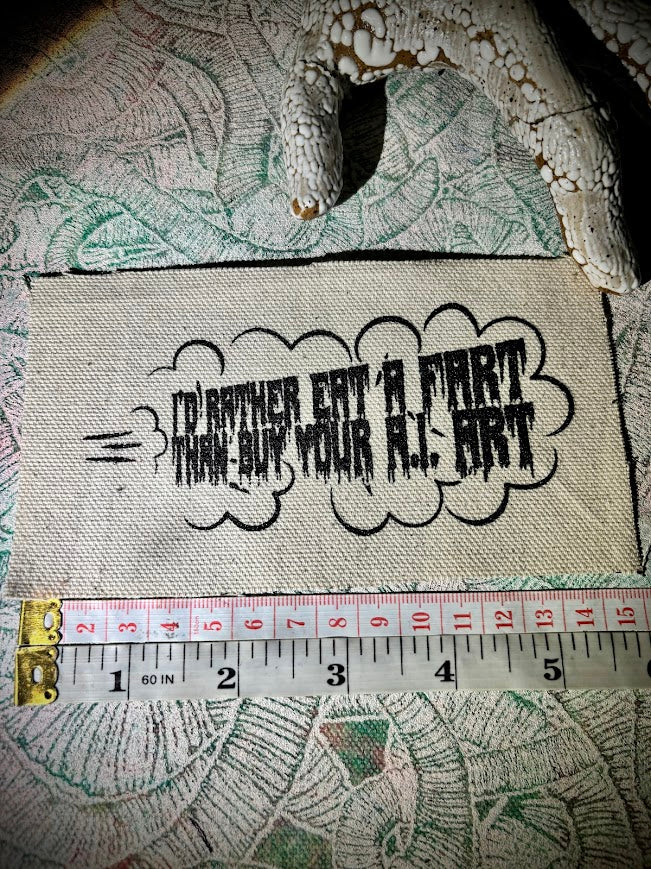 I'D RATHER EAT A FART
THAN BUY YOUR A.I. ART
2 3 4 5 6 7 8 9 10 11 12 13 14 15
1 60 IN 2 3 4 5